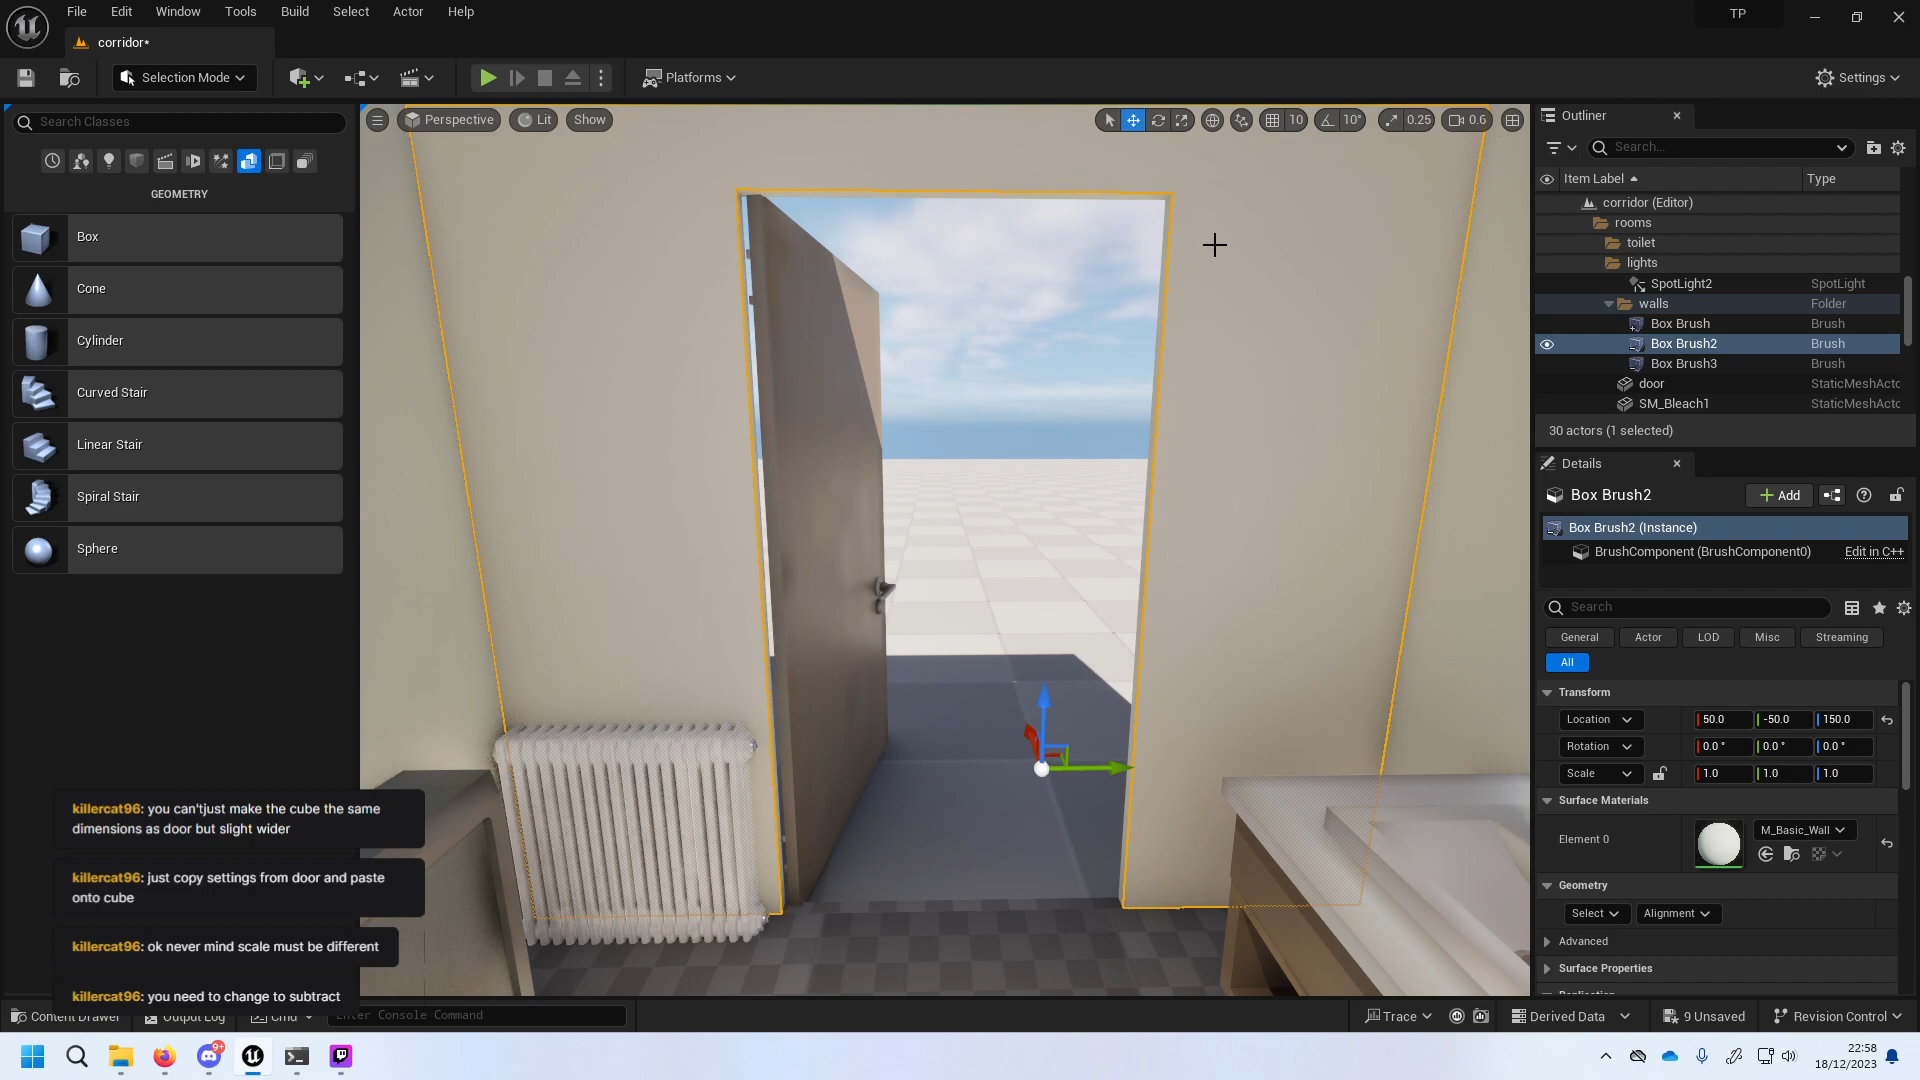 File Edit Window Tools Build Select Actor Help
TP
corridor*
Selection Mode
Platforms
Settings
Search Classes
GEOMETRY
Box
Cone
Cylinder
Curved Stair
Linear Stair
Spiral Stair
Sphere
Perspective
Lit
Show
10
10°
0.25
0.6
Outliner
Search...
Item Label
Type
corridor (Editor)
rooms
toilet
lights
SpotLight2 SpotLight
walls Folder
Box Brush Brush
Box Brush2 Brush
Box Brush3 Brush
door StaticMeshActo
SM_Bleach1 StaticMeshActo
30 actors (1 selected)
Details
Box Brush2
Add
Box Brush2 (Instance)
BrushComponent (BrushComponent0) Edit in C++
Search
General Actor LOD Misc Streaming
All
Transform
Location 50.0 -50.0 150.0
Rotation 0.0 ° 0.0 ° 0.0 °
Scale 1.0 1.0 1.0
Surface Materials
Element 0
M_Basic_Wall
Geometry
Select Alignment
Advanced
Surface Properties
killercat96: you can'tjust make the cube the same
dimensions as door but slight wider
killercat96: just copy settings from door and paste
onto cube
killercat96: ok never mind scale must be different
killercat96: you need to change to subtract
Content Drawer
Output Log
Cmd
Enter Console Command
Trace
Derived Data
9 Unsaved
Revision Control
9+
22:58
18/12/2023